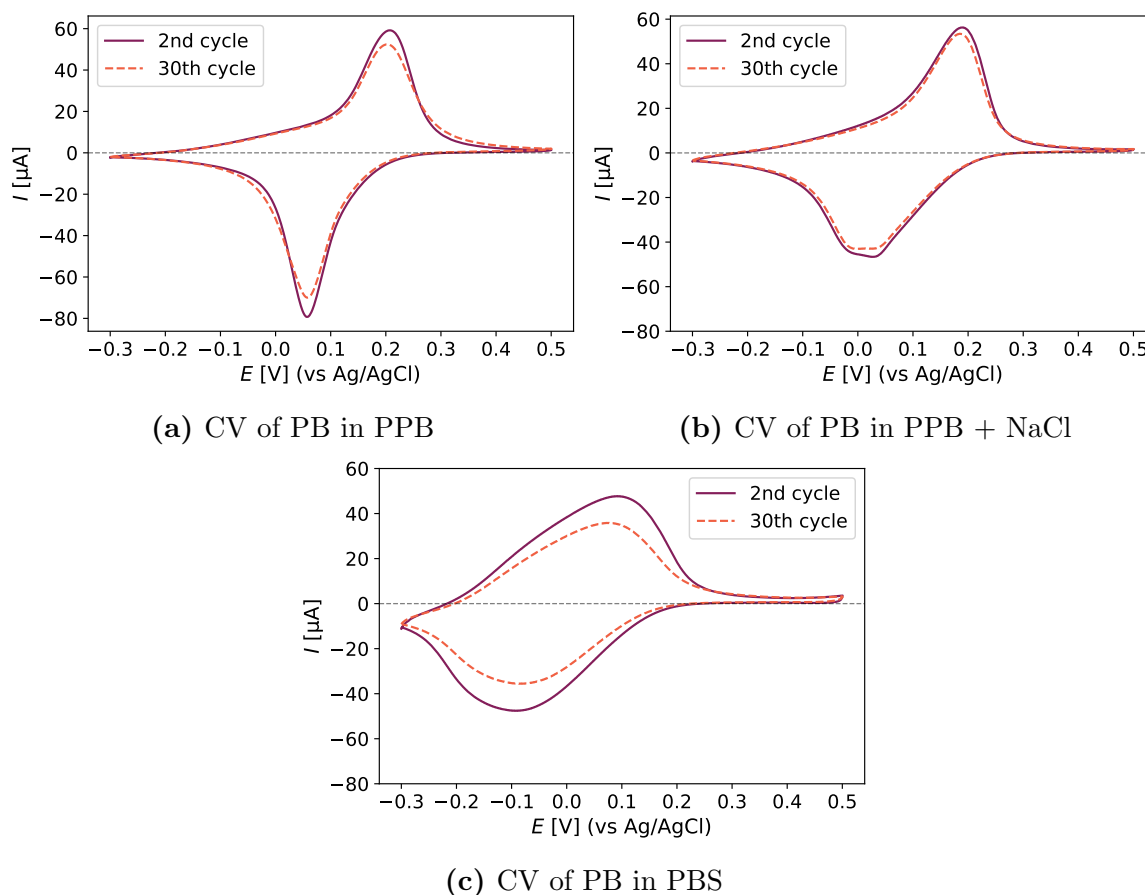 60
40
20
0
−20
−40
−60
−80
I [µA]
2nd cycle
30th cycle
−0.3 −0.2 −0.1 0.0 0.1 0.2 0.3 0.4 0.5
E [V] (vs Ag/AgCl)
(a) CV of PB in PPB
60
40
20
0
−20
−40
−60
−80
I [µA]
2nd cycle
30th cycle
−0.3 −0.2 −0.1 0.0 0.1 0.2 0.3 0.4 0.5
E [V] (vs Ag/AgCl)
(b) CV of PB in PPB + NaCl
60
40
20
0
−20
−40
−60
−80
I [µA]
2nd cycle
30th cycle
−0.3 −0.2 −0.1 0.0 0.1 0.2 0.3 0.4 0.5
E [V] (vs Ag/AgCl)
(c) CV of PB in PBS